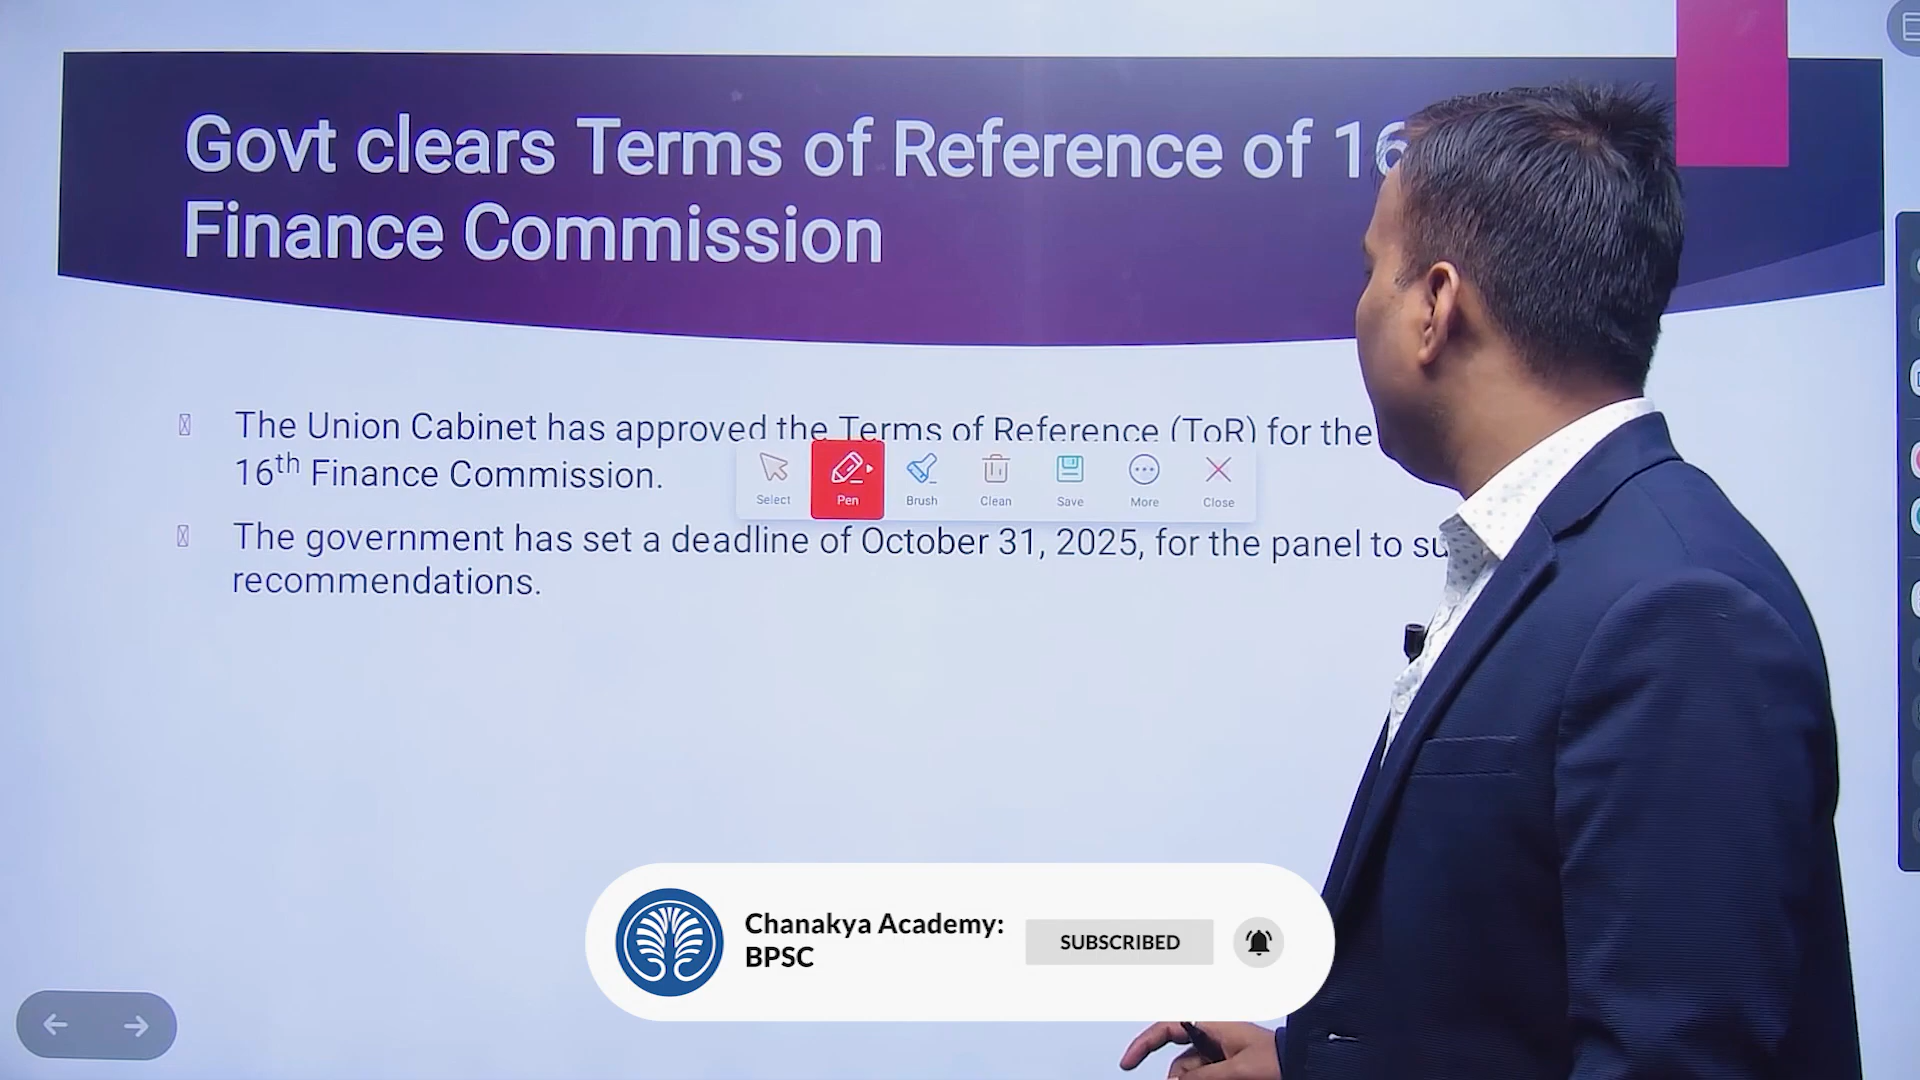 Govt clears Terms of Reference of 16
Finance Commission
The Union Cabinet has approved the Terms of Reference (ToR) for the
16th Finance Commission.
Select Pen Brush Clean Save More Close
The government has set a deadline of October 31, 2025, for the panel to su
recommendations.
Chanakya Academy:
BPSC
SUBSCRIBED